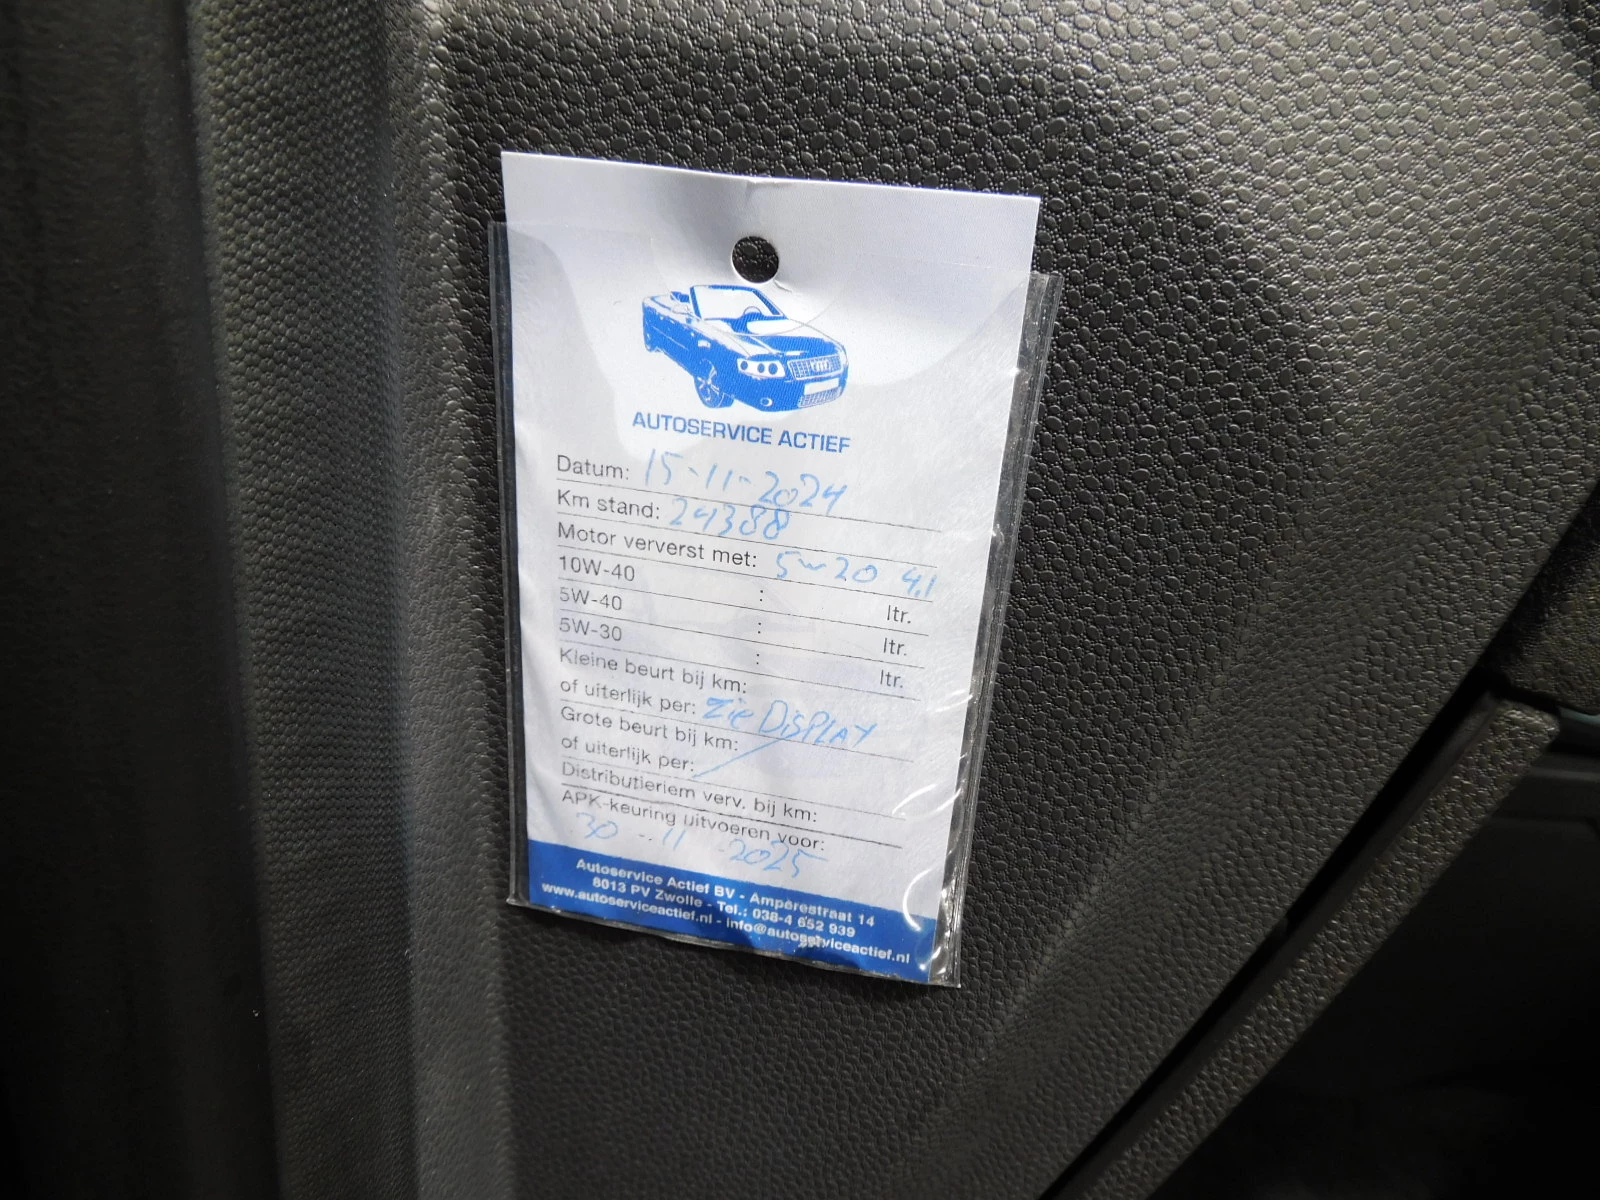 AUTOSERVICE ACTIEF
Datum: 15-11-2024
Km stand: 24388
Motor ververst met: 5w20 4.1
10W-40 : ltr.
5W-40 : ltr.
5W-30 : ltr.
Kleine beurt bij km:
of uiterlijk per: Zie DISPLAY
Grote beurt bij km:
of uiterlijk per:
Distributieriem verv. bij km:
APK-keuring uitvoeren voor:
30-11 2025
Autoservice Actief BV - Ampèrestraat 14
8013 PV Zwolle - Tel.: 038-4 652 939
www.autoserviceactief.nl - info@autoserviceactief.nl